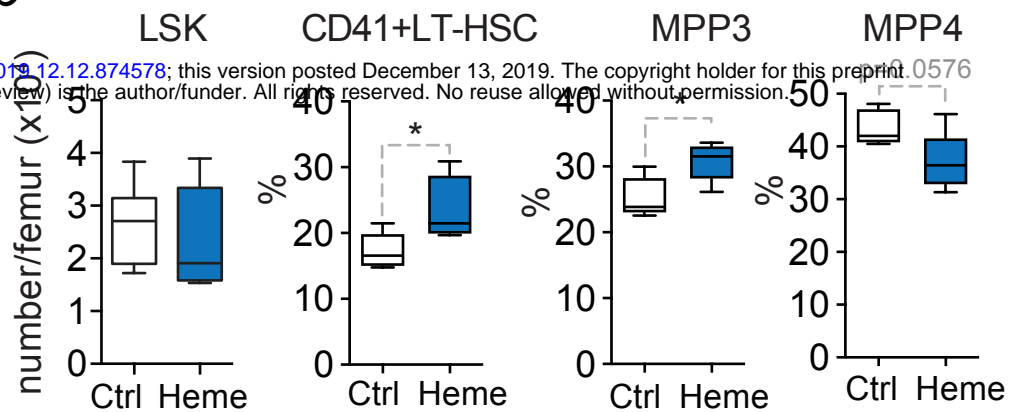 LSK CD41+LT-HSC MPP3 MPP4
019.12.12.874578; this version posted December 13, 2019. The copyright holder for this preprint
view) is the author/funder. All rights reserved. No reuse allowed without permission.
p=0.0576
* *
number/femur
5
4
3
2
1
0
Ctrl Heme
%
40
30
20
10
0
Ctrl Heme
%
40
30
20
10
0
Ctrl Heme
%
50
40
30
20
10
0
Ctrl Heme